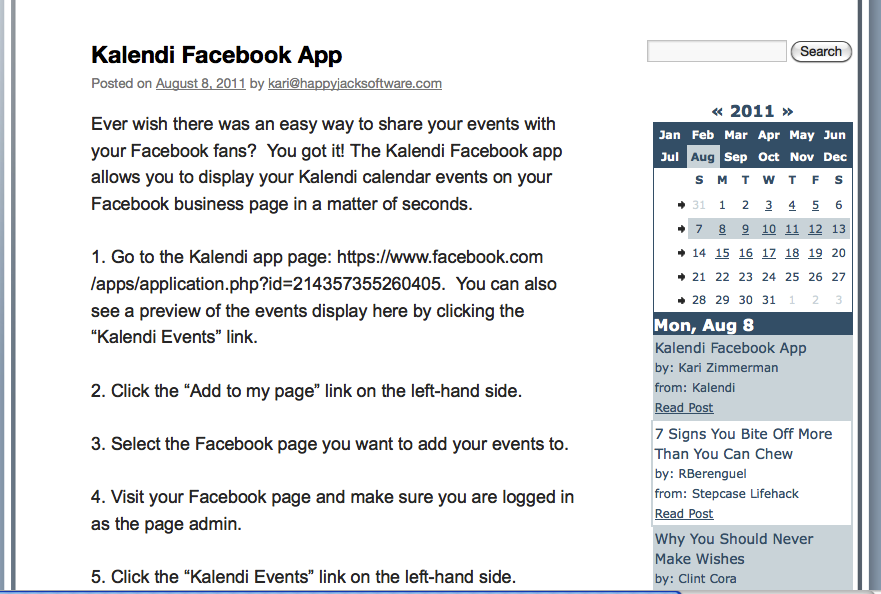 Kalendi Facebook App
Posted on August 8, 2011 by kari@happyjacksoftware.com
Ever wish there was an easy way to share your events with
your Facebook fans?  You got it! The Kalendi Facebook app
allows you to display your Kalendi calendar events on your
Facebook business page in a matter of seconds.
1. Go to the Kalendi app page: https://www.facebook.com
/apps/application.php?id=214357355260405.  You can also
see a preview of the events display here by clicking the
“Kalendi Events” link.
2. Click the “Add to my page” link on the left-hand side.
3. Select the Facebook page you want to add your events to.
4. Visit your Facebook page and make sure you are logged in
as the page admin.
5. Click the “Kalendi Events” link on the left-hand side.
Search
« 2011 »
Jan Feb Mar Apr May Jun
Jul Aug Sep Oct Nov Dec
S M T W T F S
31 1 2 3 4 5 6
7 8 9 10 11 12 13
14 15 16 17 18 19 20
21 22 23 24 25 26 27
28 29 30 31 1 2 3
Mon, Aug 8
Kalendi Facebook App
by: Kari Zimmerman
from: Kalendi
Read Post
7 Signs You Bite Off More
Than You Can Chew
by: RBerenguel
from: Stepcase Lifehack
Read Post
Why You Should Never
Make Wishes
by: Clint Cora